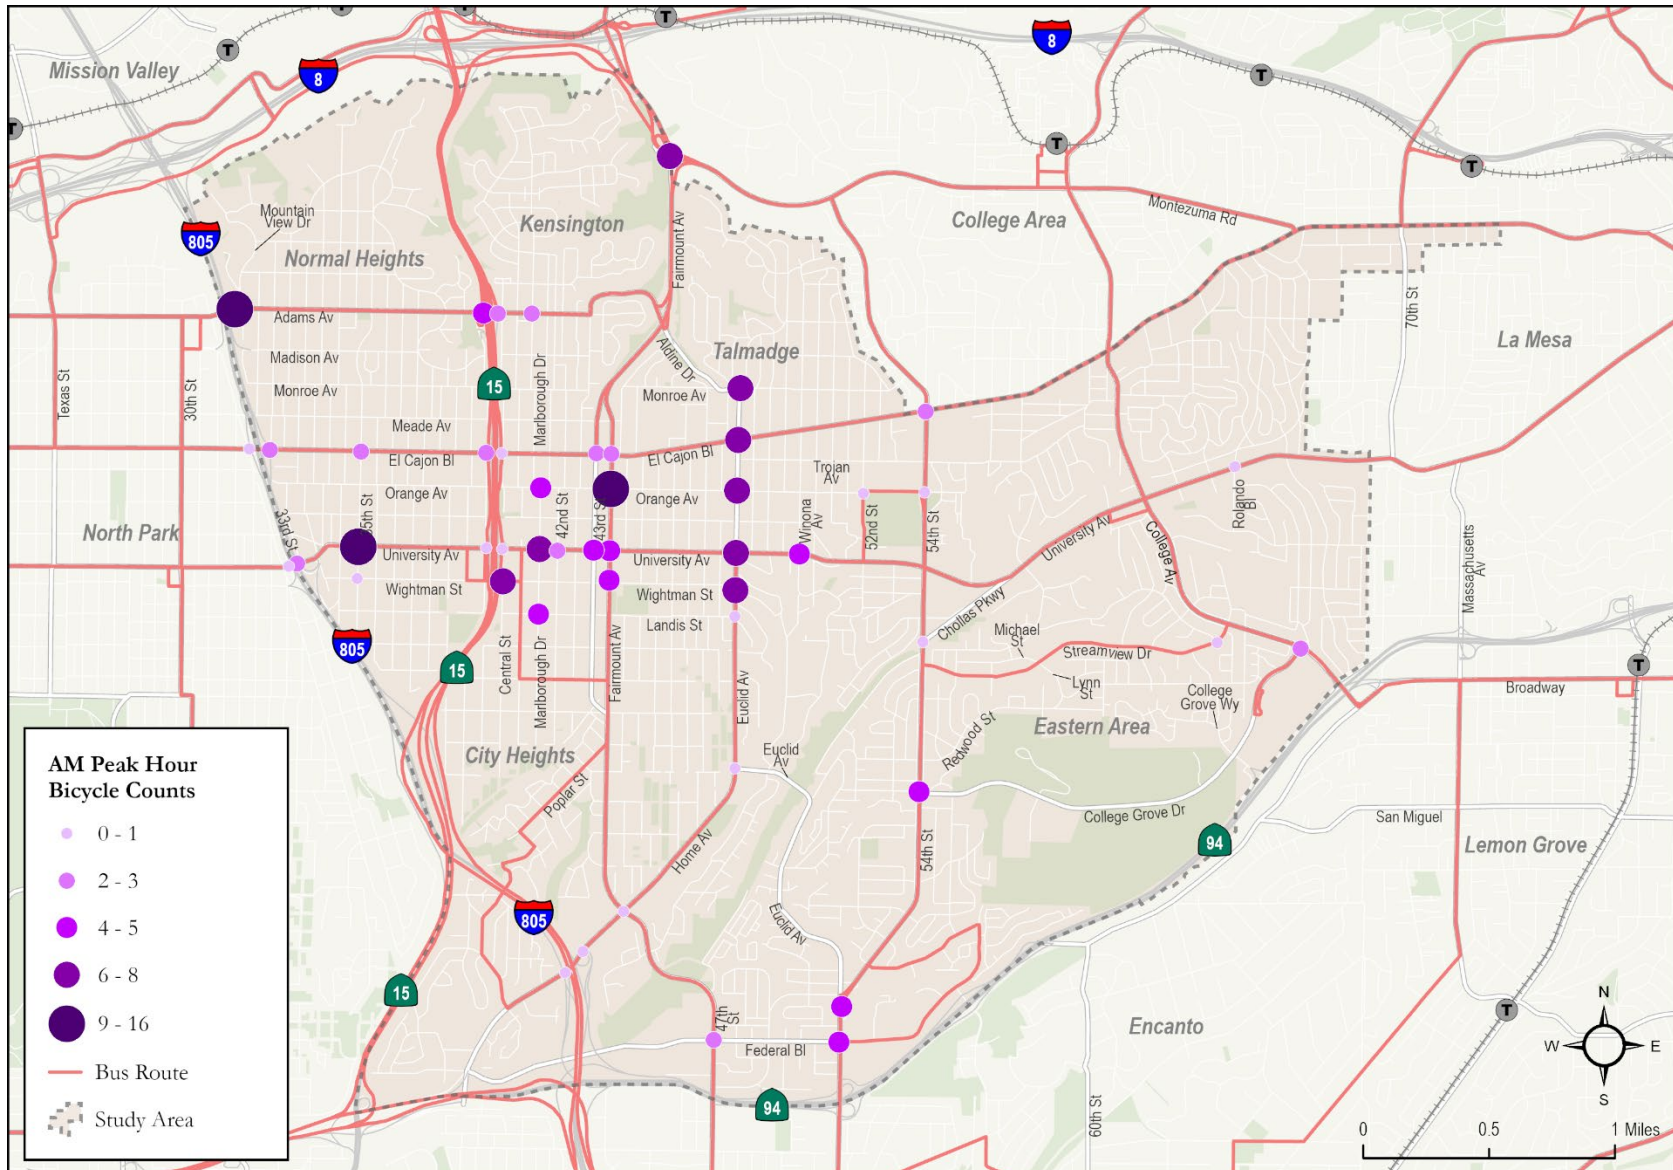 T
T
T
8
Mission Valley
8
T
T
T
T
T
Kensington
College Area
Montezuma Rd
Mountain
View Dr
805
Normal Heights
Fairmount Av
70th St
Adams Av
La Mesa
Madison Av
Talmadge
Aldine Dr
Texas St
30th St
Monroe Av
15
Marlborough Dr
Monroe Av
Meade Av
El Cajon Bl
El Cajon Bl
Trojan
Av
Rolando
Bl
Orange Av
Orange Av
Winona
Av
North Park
33rd St
35th St
42nd St
43rd St
52nd St
54th St
University Av
College Av
Massachusetts
Av
University Av
University Av
Wightman St
Wightman St
Landis St
Chollas Pkwy
Michael
St
Streamview Dr
805
15
Central St
Marlborough Dr
Fairmount Av
Euclid Av
Lynn
St
College
Grove Wy
T
Broadway
Redwood St
Eastern Area
City Heights
Euclid
Av
Poplar St
College Grove Dr
San Miguel
Home Av
54th St
94
Lemon Grove
805
Euclid Av
15
47th
St
Federal Bl
Encanto
T
94
60th St
N
W
E
S
0
0.5
1 Miles
AM Peak Hour
Bicycle Counts
0 - 1
2 - 3
4 - 5
6 - 8
9 - 16
Bus Route
Study Area